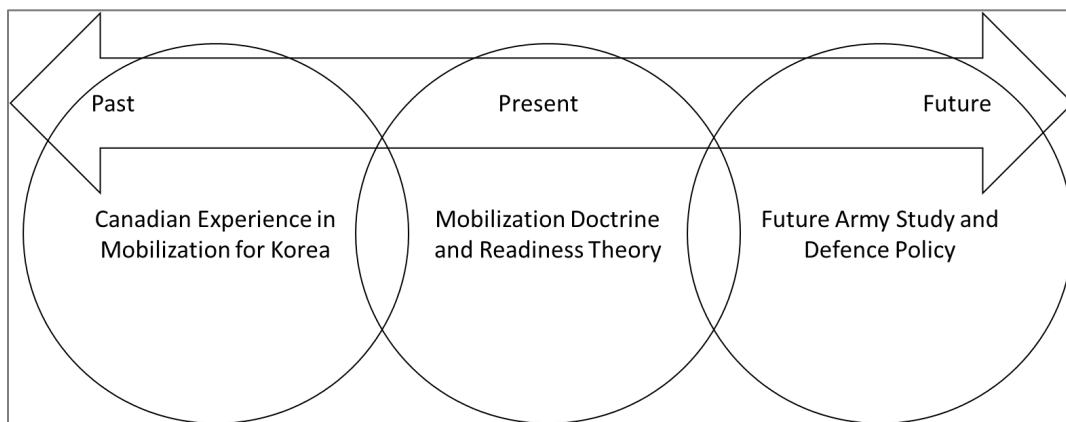 Past
Present
Future
Canadian Experience in
Mobilization for Korea
Mobilization Doctrine
and Readiness Theory
Future Army Study and
Defence Policy